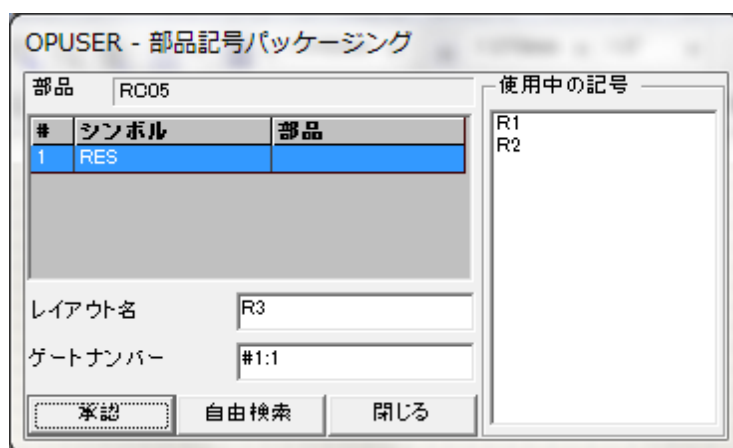 OPUSER - 部品記号パッケージング
部品 RC05
# シンボル 部品
1 RES
レイアウト名 R3
ゲートナンバー #1:1
承認 自由検索 閉じる
使用中の記号
R1
R2